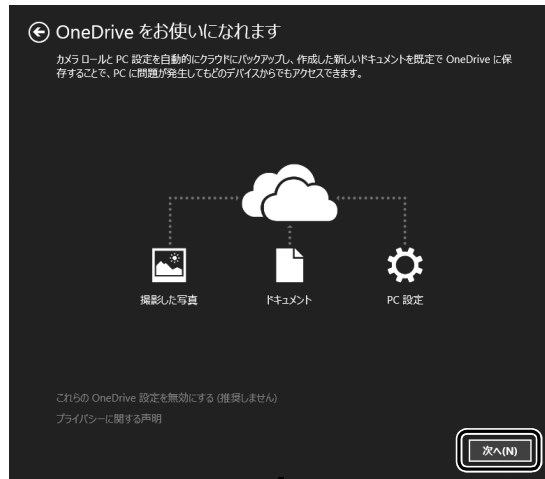 OneDrive をお使いになれます
カメラ ロールと PC 設定を自動的にクラウドにバックアップし、作成した新しいドキュメントを既定で OneDrive に保
存することで、PC に問題が発生してもどのデバイスからでもアクセスできます。
撮影した写真 ドキュメント PC 設定
これらの OneDrive 設定を無効にする (推奨しません)
プライバシーに関する声明
次へ(N)